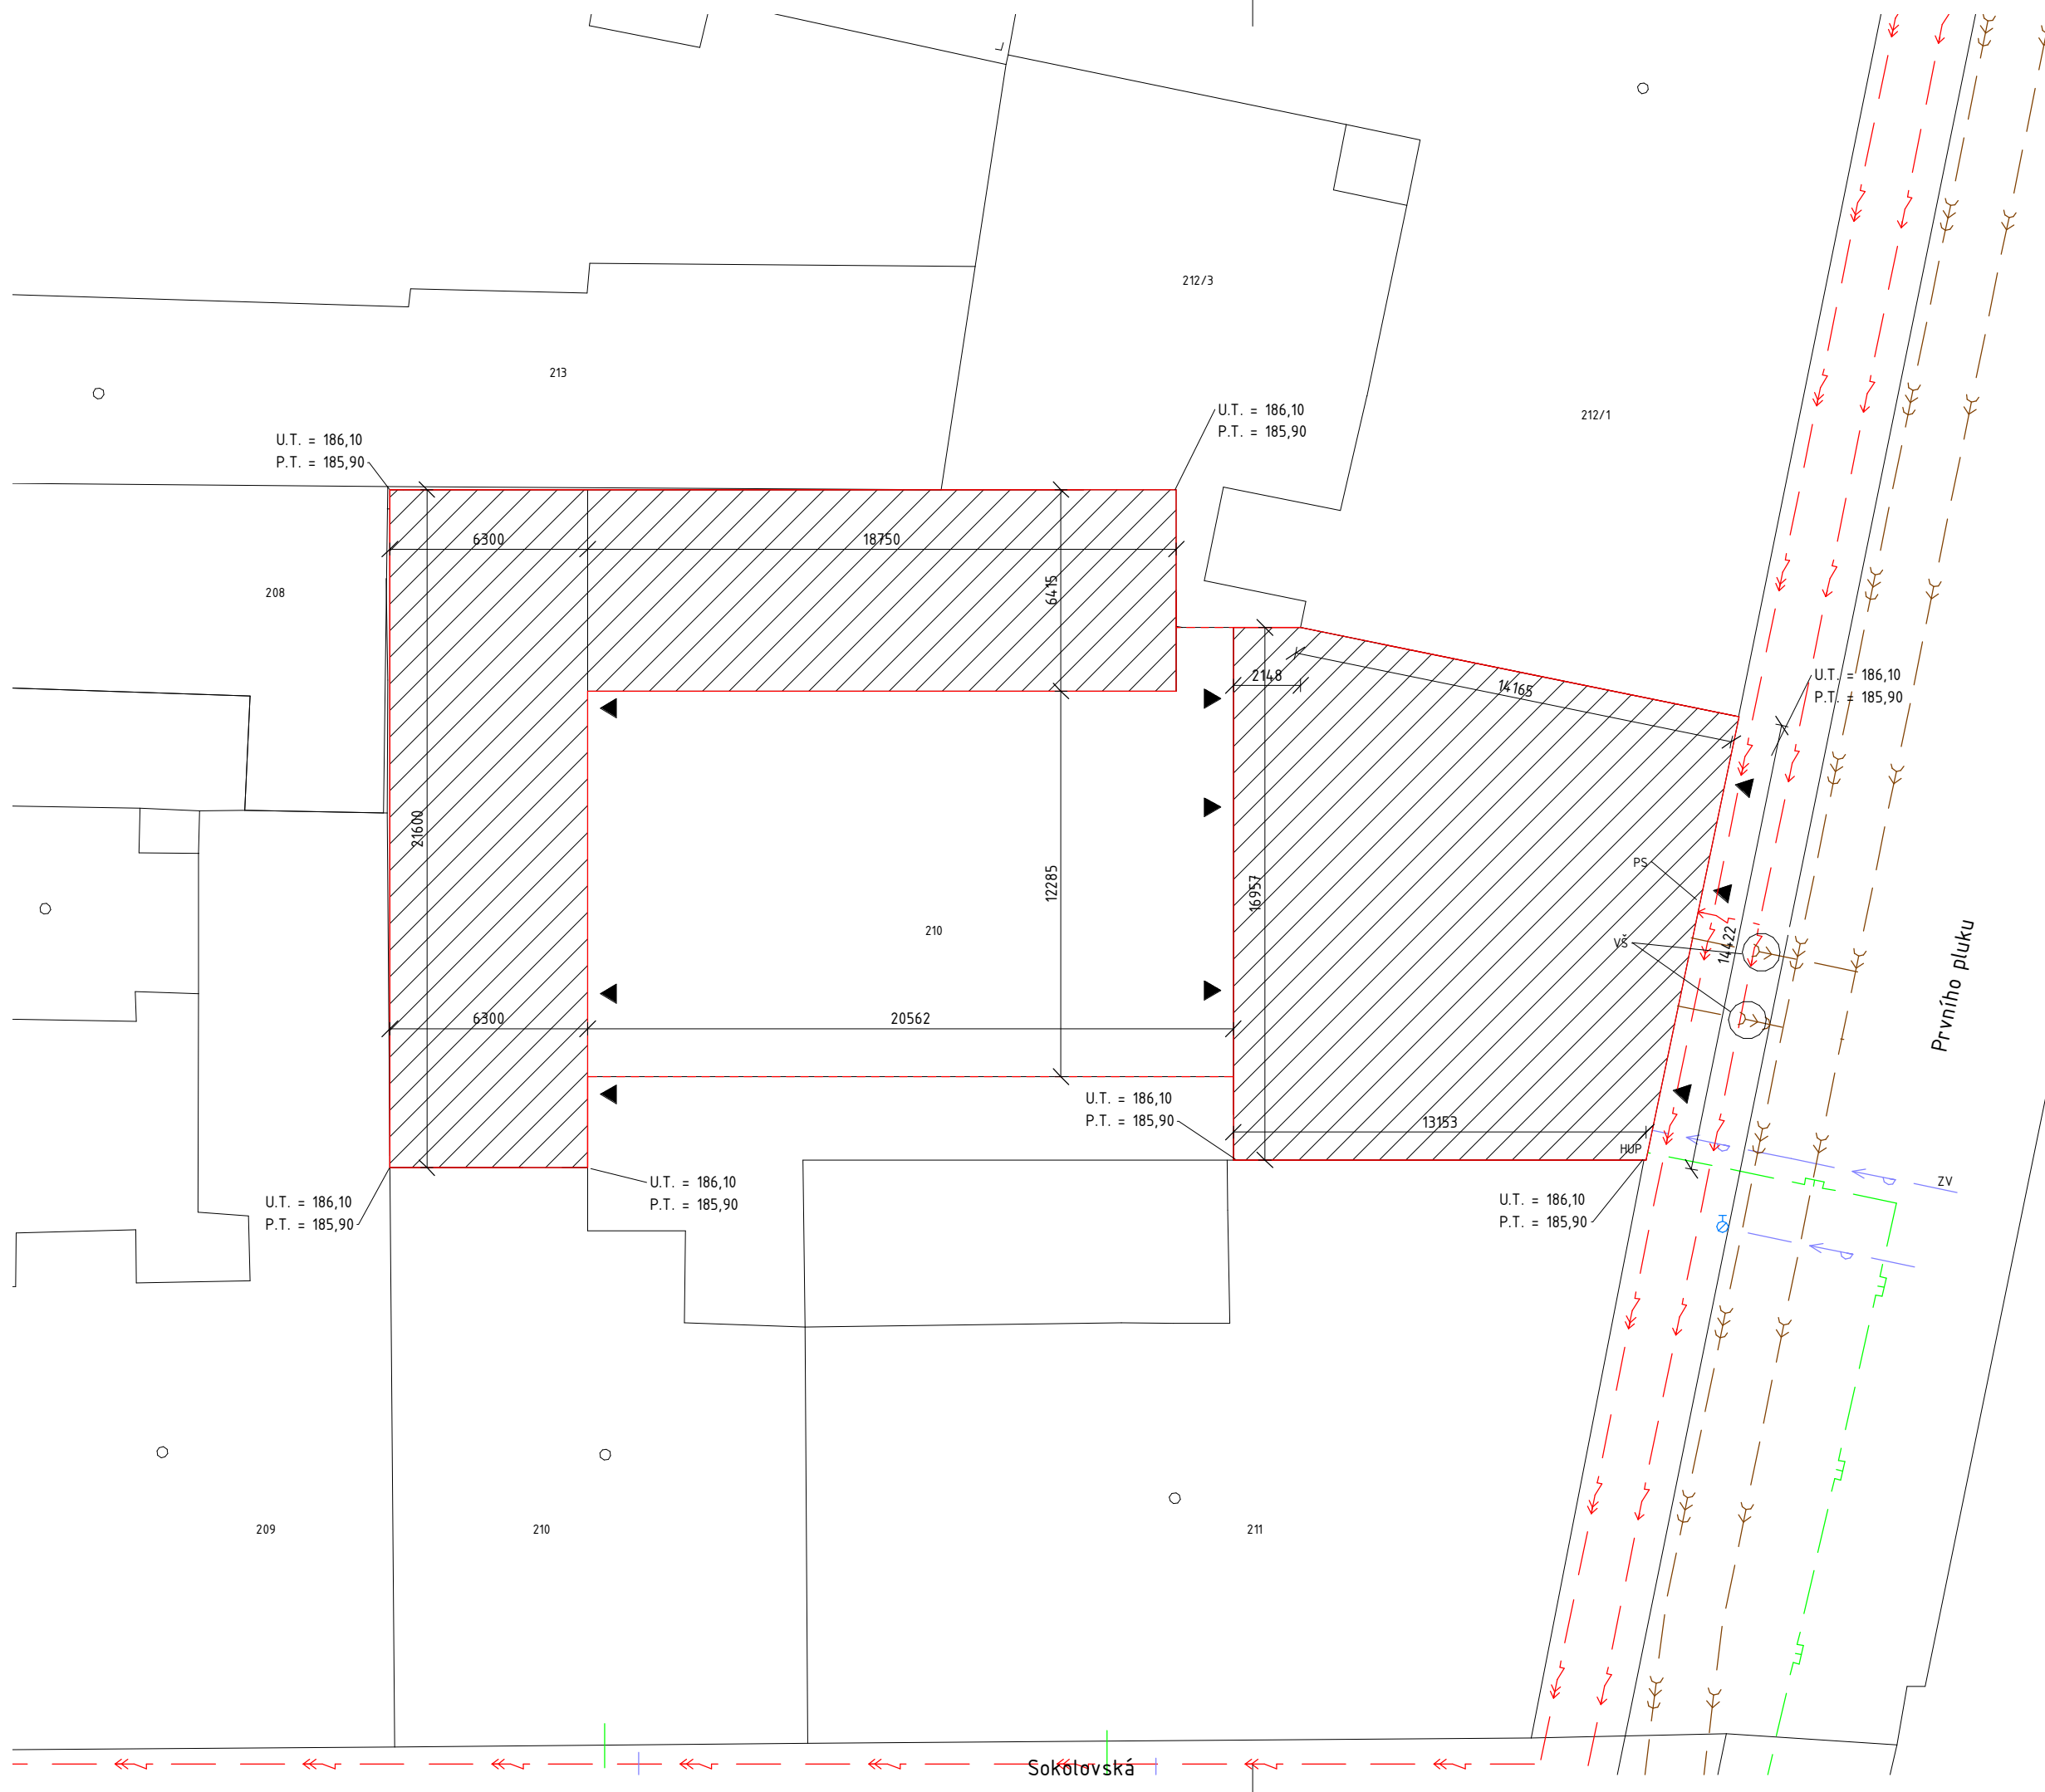 212/3
213
212/1
U.T. = 186,10
P.T. = 185,90
U.T. = 186,10
P.T. = 185,90
6300
18750
6415
208
2148
14165
U.T. = 186,10
P.T. = 185,90
21600
12285
16957
PS
210
VŠ
14422
Prvního pluku
6300
20562
U.T. = 186,10
P.T. = 185,90
13153
HUP
ZV
U.T. = 186,10
P.T. = 185,90
U.T. = 186,10
P.T. = 185,90
U.T. = 186,10
P.T. = 185,90
209
210
211
Sokolovská